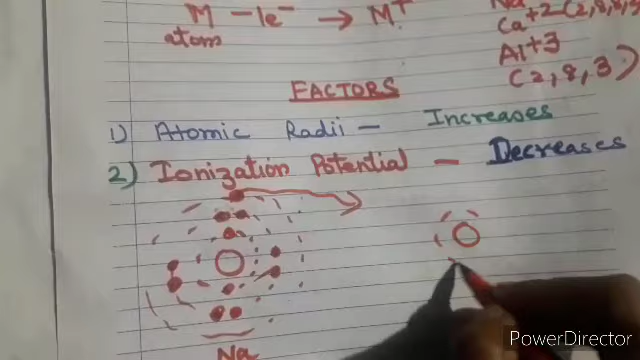 M - 1e⁻ → M⁺
atom
Ca+2 (2,8,8,
Al+3
(2,8,3)
FACTORS
1) Atomic Radii - Increases
2) Ionization Potential - Decreases
Na
PowerDirector